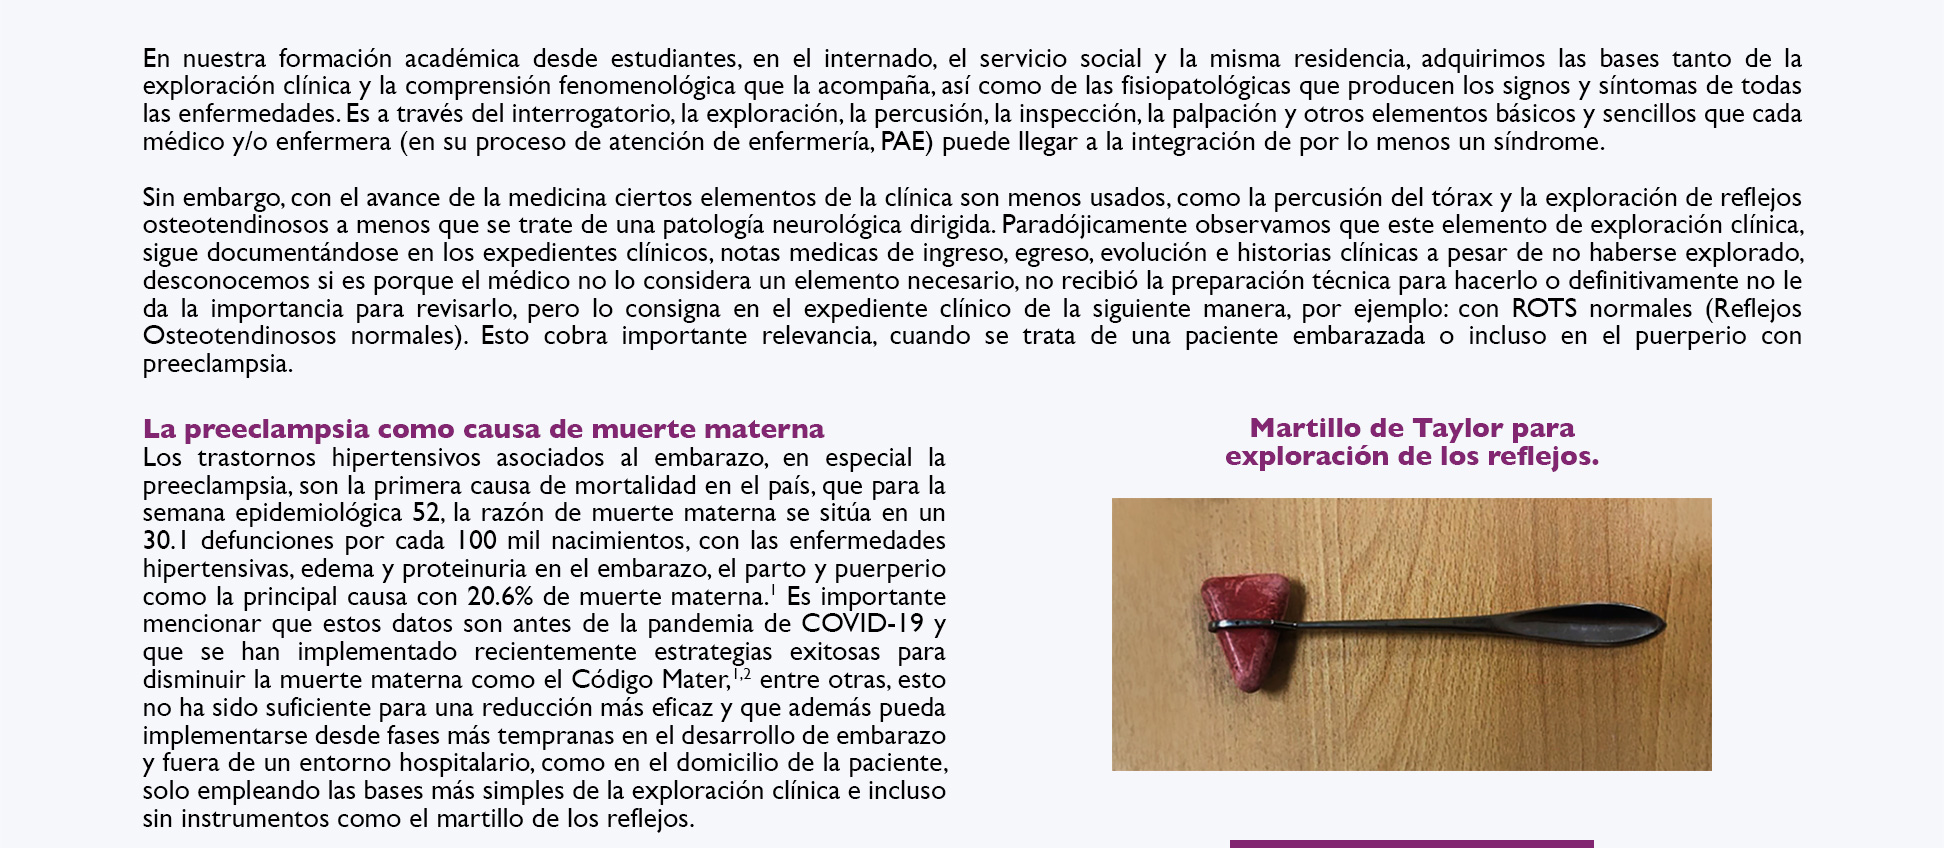 En nuestra formación académica desde estudiantes, en el internado, el servicio social y la misma residencia, adquirimos las bases tanto de la
exploración clínica y la comprensión fenomenológica que la acompaña, así como de las fisiopatológicas que producen los signos y síntomas de todas
las enfermedades. Es a través del interrogatorio, la exploración, la percusión, la inspección, la palpación y otros elementos básicos y sencillos que cada
médico y/o enfermera (en su proceso de atención de enfermería, PAE) puede llegar a la integración de por lo menos un síndrome.
Sin embargo, con el avance de la medicina ciertos elementos de la clínica son menos usados, como la percusión del tórax y la exploración de reflejos
osteotendinosos a menos que se trate de una patología neurológica dirigida. Paradójicamente observamos que este elemento de exploración clínica,
sigue documentándose en los expedientes clínicos, notas medicas de ingreso, egreso, evolución e historias clínicas a pesar de no haberse explorado,
desconocemos si es porque el médico no lo considera un elemento necesario, no recibió la preparación técnica para hacerlo o definitivamente no le
da la importancia para revisarlo, pero lo consigna en el expediente clínico de la siguiente manera, por ejemplo: con ROTS normales (Reflejos
Osteotendinosos normales). Esto cobra importante relevancia, cuando se trata de una paciente embarazada o incluso en el puerperio con
preeclampsia.
La preeclampsia como causa de muerte materna
Los trastornos hipertensivos asociados al embarazo, en especial la
preeclampsia, son la primera causa de mortalidad en el país, que para la
semana epidemiológica 52, la razón de muerte materna se sitúa en un
30.1 defunciones por cada 100 mil nacimientos, con las enfermedades
hipertensivas, edema y proteinuria en el embarazo, el parto y puerperio
como la principal causa con 20.6% de muerte materna.¹ Es importante
mencionar que estos datos son antes de la pandemia de COVID-19 y
que se han implementado recientemente estrategias exitosas para
disminuir la muerte materna como el Código Mater,¹,² entre otras, esto
no ha sido suficiente para una reducción más eficaz y que además pueda
implementarse desde fases más tempranas en el desarrollo de embarazo
y fuera de un entorno hospitalario, como en el domicilio de la paciente,
solo empleando las bases más simples de la exploración clínica e incluso
sin instrumentos como el martillo de los reflejos.
Martillo de Taylor para
exploración de los reflejos.